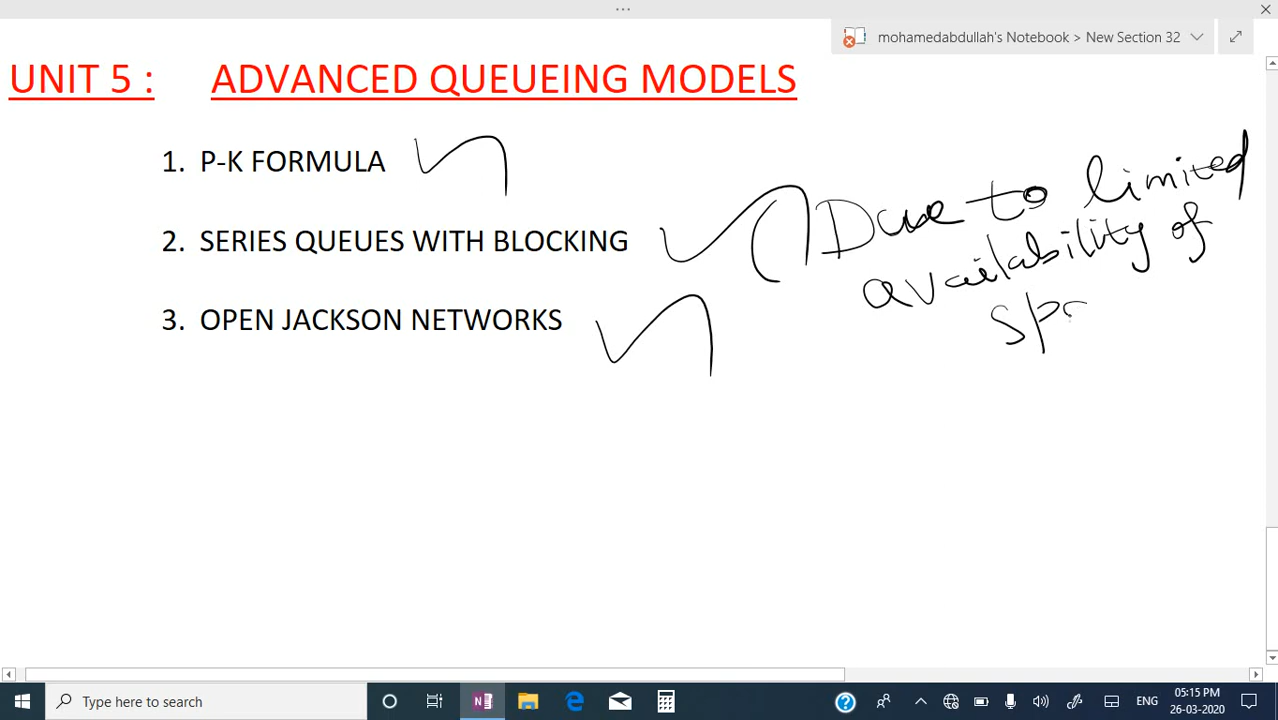 mohamedabdullah's Notebook > New Section 32
UNIT 5 : ADVANCED QUEUEING MODELS
1. P-K FORMULA
2. SERIES QUEUES WITH BLOCKING
3. OPEN JACKSON NETWORKS
(Due to limited
availability of
Type here to search
ENG
05:15 PM
26-03-2020